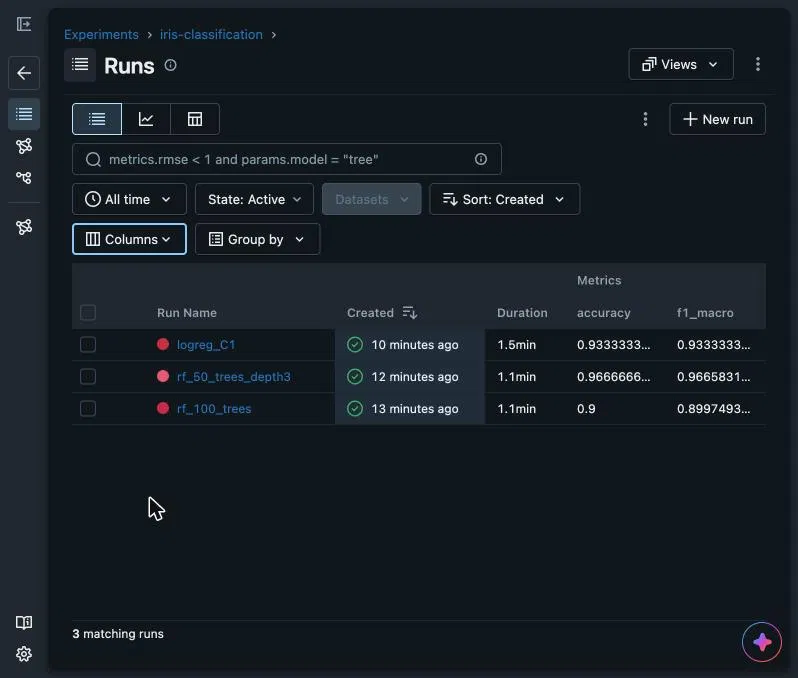 Experiments > iris-classification >
Runs
Views
New run
metrics.rmse < 1 and params.model = "tree"
All time
State: Active
Datasets
Sort: Created
Columns
Group by
Metrics
Run Name Created Duration accuracy f1_macro
logreg_C1 10 minutes ago 1.5min 0.9333333... 0.9333333...
rf_50_trees_depth3 12 minutes ago 1.1min 0.9666666... 0.9665831...
rf_100_trees 13 minutes ago 1.1min 0.9 0.8997493...
3 matching runs